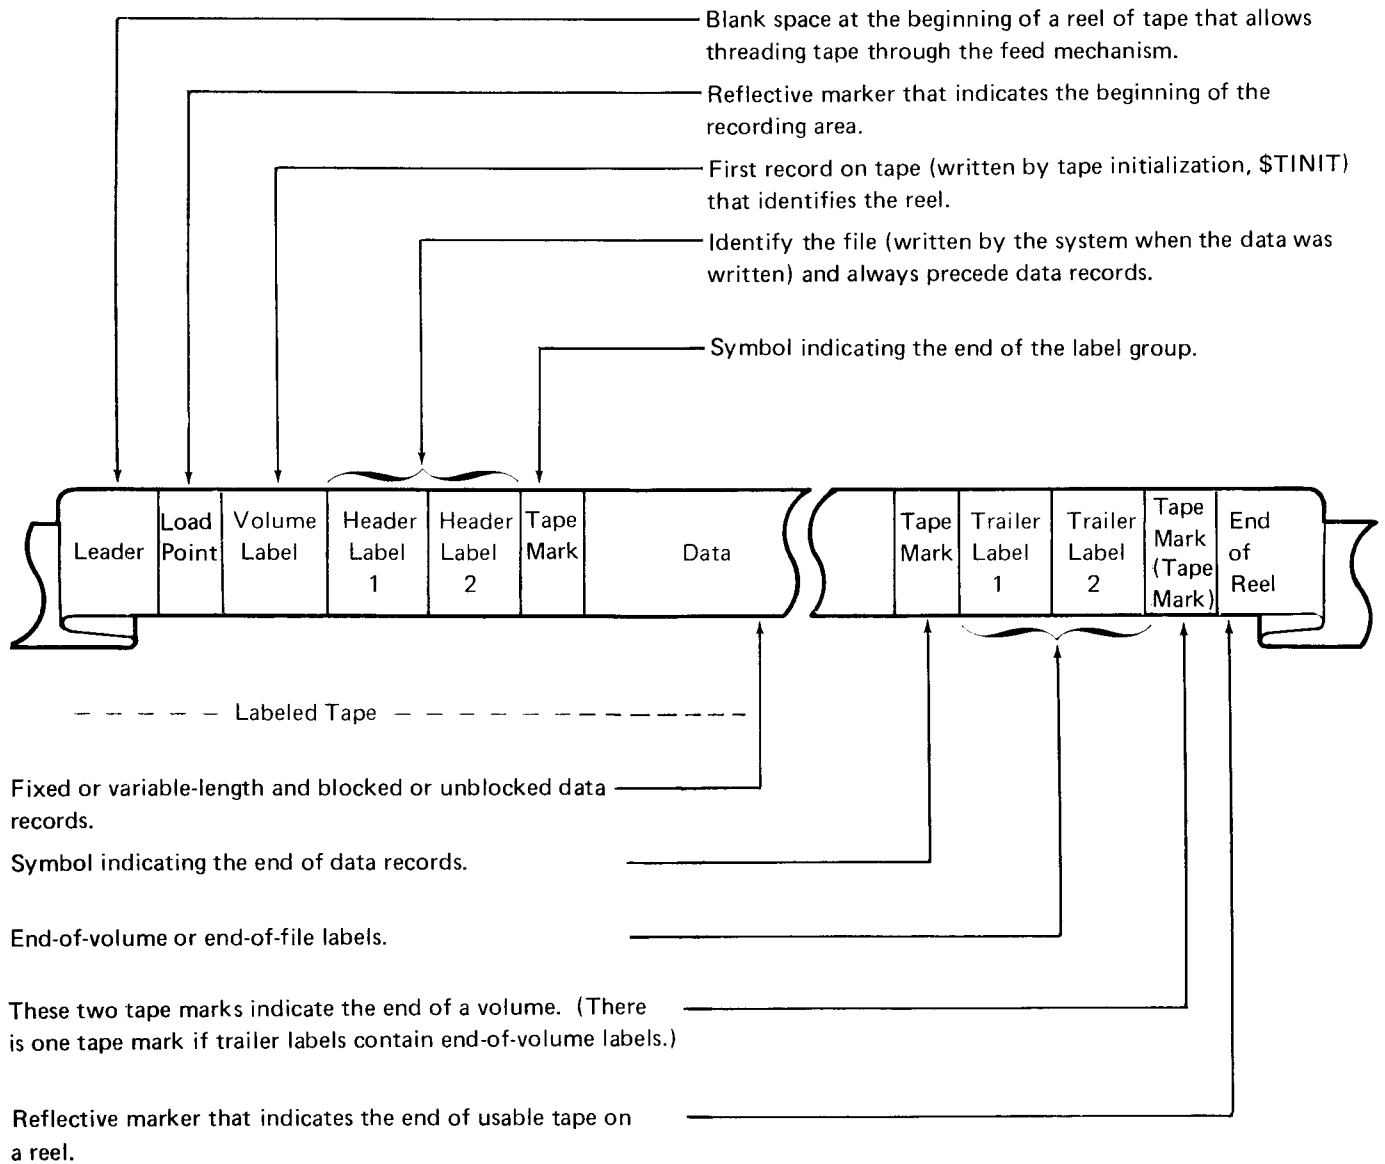 Blank space at the beginning of a reel of tape that allows
threading tape through the feed mechanism.
Reflective marker that indicates the beginning of the
recording area.
First record on tape (written by tape initialization, $TINIT)
that identifies the reel.
Identify the file (written by the system when the data was
written) and always precede data records.
Symbol indicating the end of the label group.
Leader
Load
Point
Volume
Label
Header
Label
1
Header
Label
2
Tape
Mark
Data
Tape
Mark
Trailer
Label
1
Trailer
Label
2
Tape
Mark
(Tape
Mark)
End
of
Reel
Labeled Tape
Fixed or variable-length and blocked or unblocked data
records.
Symbol indicating the end of data records.
End-of-volume or end-of-file labels.
These two tape marks indicate the end of a volume. (There
is one tape mark if trailer labels contain end-of-volume labels.)
Reflective marker that indicates the end of usable tape on
a reel.